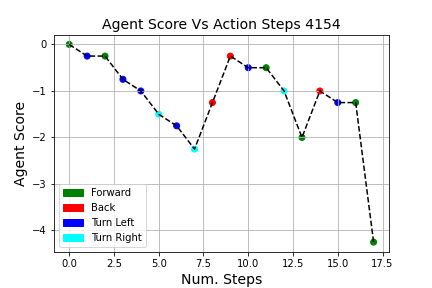 Agent Score Vs Action Steps 4154
0
−1
−2
−3
−4
Agent Score
Forward
Back
Turn Left
Turn Right
0.0 2.5 5.0 7.5 10.0 12.5 15.0 17.5
Num. Steps